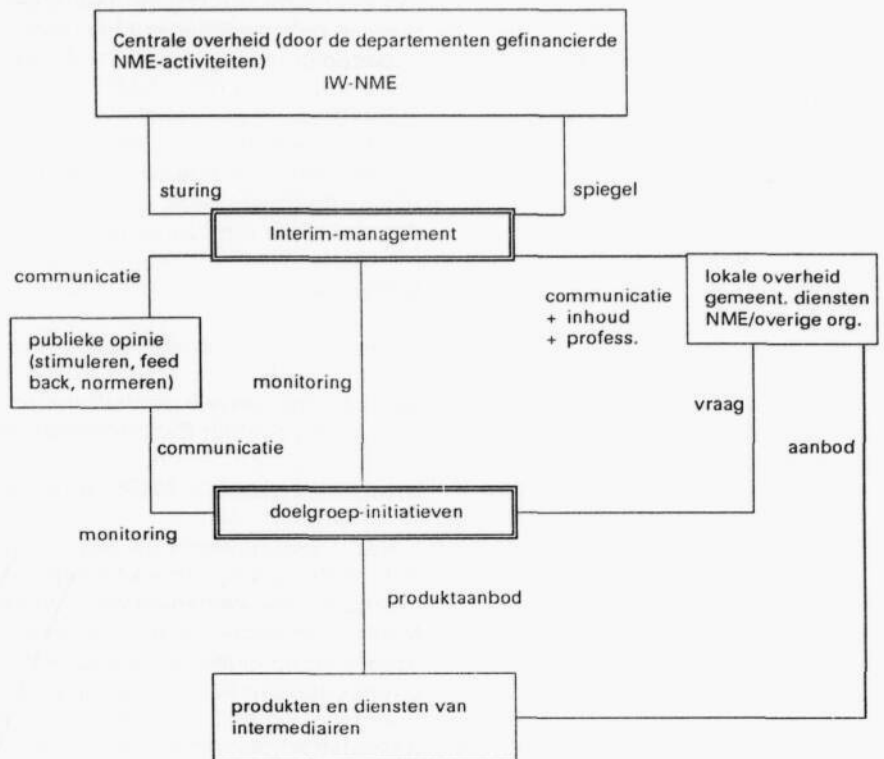 Centrale overheid (door de departementen gefinancierde
NME-activiteiten)
IW-NME
sturing
spiegel
Interim-management
communicatie
communicatie
+ inhoud
+ profess.
lokale overheid
gemeent. diensten
NME/overige org.
publieke opinie
(stimuleren, feed
back, normeren)
monitoring
vraag
communicatie
aanbod
doelgroep-initiatieven
monitoring
produktaanbod
produkten en diensten van
intermediairen